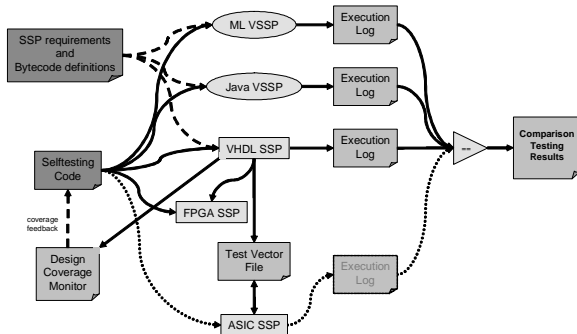 SSP requirements
and
Bytecode definitions
ML VSSP
Execution
Log
Java VSSP
Execution
Log
VHDL SSP
Execution
Log
--
Comparison
Testing
Results
Selftesting
Code
FPGA SSP
coverage
feedback
Design
Coverage
Monitor
Test Vector
File
Execution
Log
ASIC SSP